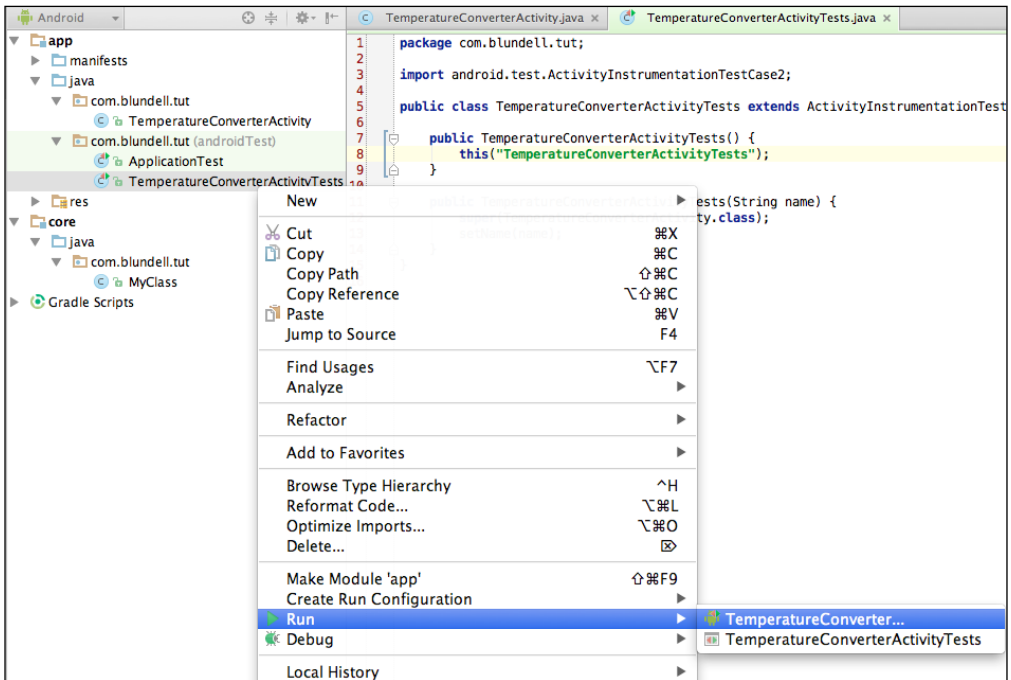 Android
TemperatureConverterActivity.java
TemperatureConverterActivityTests.java
app
manifests
java
com.blundell.tut
TemperatureConverterActivity
com.blundell.tut (androidTest)
ApplicationTest
TemperatureConverterActivityTests
res
core
java
com.blundell.tut
MyClass
Gradle Scripts
1 package com.blundell.tut;
2
3 import android.test.ActivityInstrumentationTestCase2;
4
5 public class TemperatureConverterActivityTests extends ActivityInstrumentationTest
6
7 public TemperatureConverterActivityTests() {
8 this("TemperatureConverterActivityTests");
9 }
10
public TemperatureConverterActivityTests(String name) {
ty.class);
setName(name);
}
New
Cut ⌘X
Copy ⌘C
Copy Path ⇧⌘C
Copy Reference ⌥⇧⌘C
Paste ⌘V
Jump to Source F4
Find Usages ⌥F7
Analyze
Refactor
Add to Favorites
Browse Type Hierarchy ^H
Reformat Code... ⌥⌘L
Optimize Imports... ⌥⌘O
Delete... ⌦
Make Module 'app' ⇧⌘F9
Create Run Configuration
Run
Debug
Local History
TemperatureConverter...
TemperatureConverterActivityTests